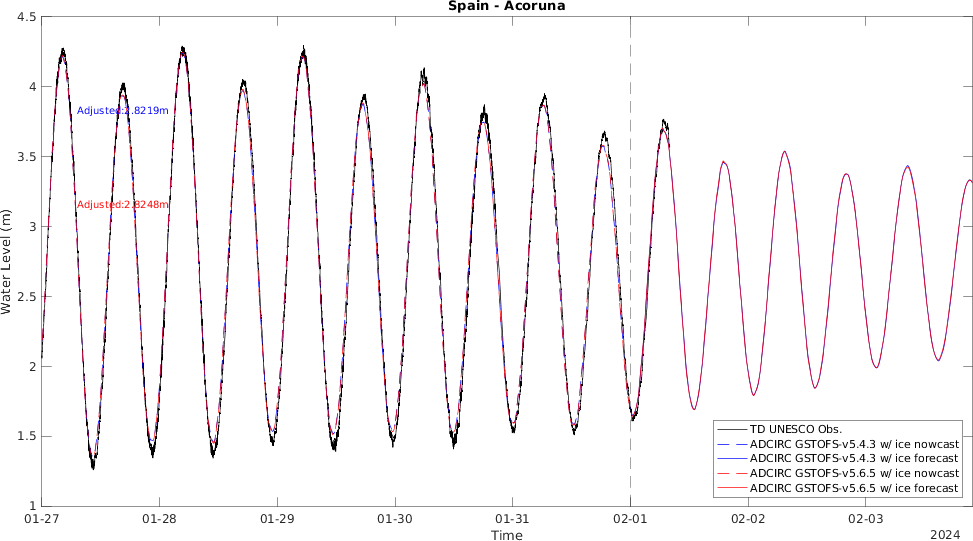 Spain - Acoruna
4.5
4
3.5
3
2.5
2
1.5
1
Water Level (m)
Adjusted:2.8219m
Adjusted:2.8248m
TD UNESCO Obs.
ADCIRC GSTOFS-v5.4.3 w/ ice nowcast
ADCIRC GSTOFS-v5.4.3 w/ ice forecast
ADCIRC GSTOFS-v5.6.5 w/ ice nowcast
ADCIRC GSTOFS-v5.6.5 w/ ice forecast
01-27 01-28 01-29 01-30 01-31 02-01 02-02 02-03
Time
2024